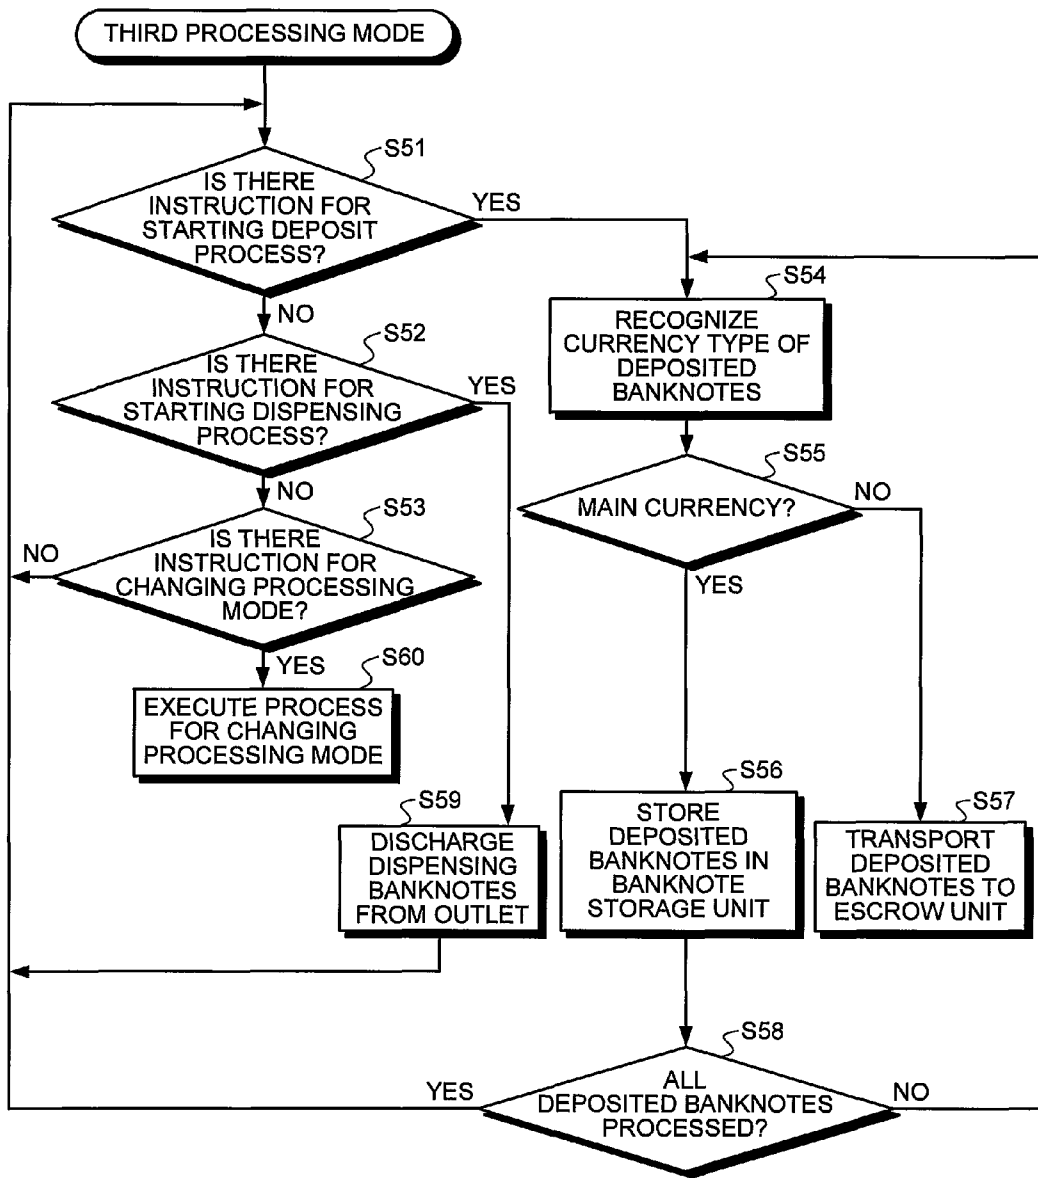 THIRD PROCESSING MODE
S51
IS THERE
INSTRUCTION FOR
STARTING DEPOSIT
PROCESS?
YES
NO
S52
IS THERE
INSTRUCTION FOR
STARTING DISPENSING
PROCESS?
YES
NO
S53
IS THERE
INSTRUCTION FOR
CHANGING PROCESSING
MODE?
NO
YES
S60
EXECUTE PROCESS
FOR CHANGING
PROCESSING MODE
S54
RECOGNIZE
CURRENCY TYPE OF
DEPOSITED
BANKNOTES
S55
MAIN CURRENCY?
NO
YES
S59
DISCHARGE
DISPENSING
BANKNOTES
FROM OUTLET
S56
STORE
DEPOSITED
BANKNOTES IN
BANKNOTE
STORAGE UNIT
S57
TRANSPORT
DEPOSITED
BANKNOTES TO
ESCROW UNIT
S58
ALL
DEPOSITED BANKNOTES
PROCESSED?
YES
NO